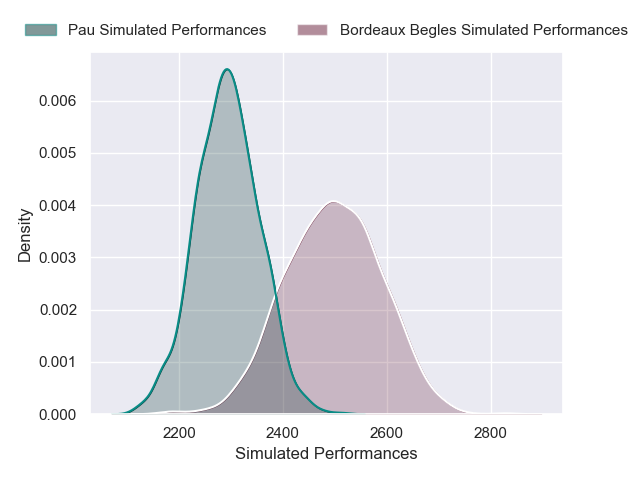 Pau Simulated Performances Bordeaux Begles Simulated Performances
0.006
0.005
0.004
0.003
0.002
0.001
0.000
Density
2200 2400 2600 2800
Simulated Performances